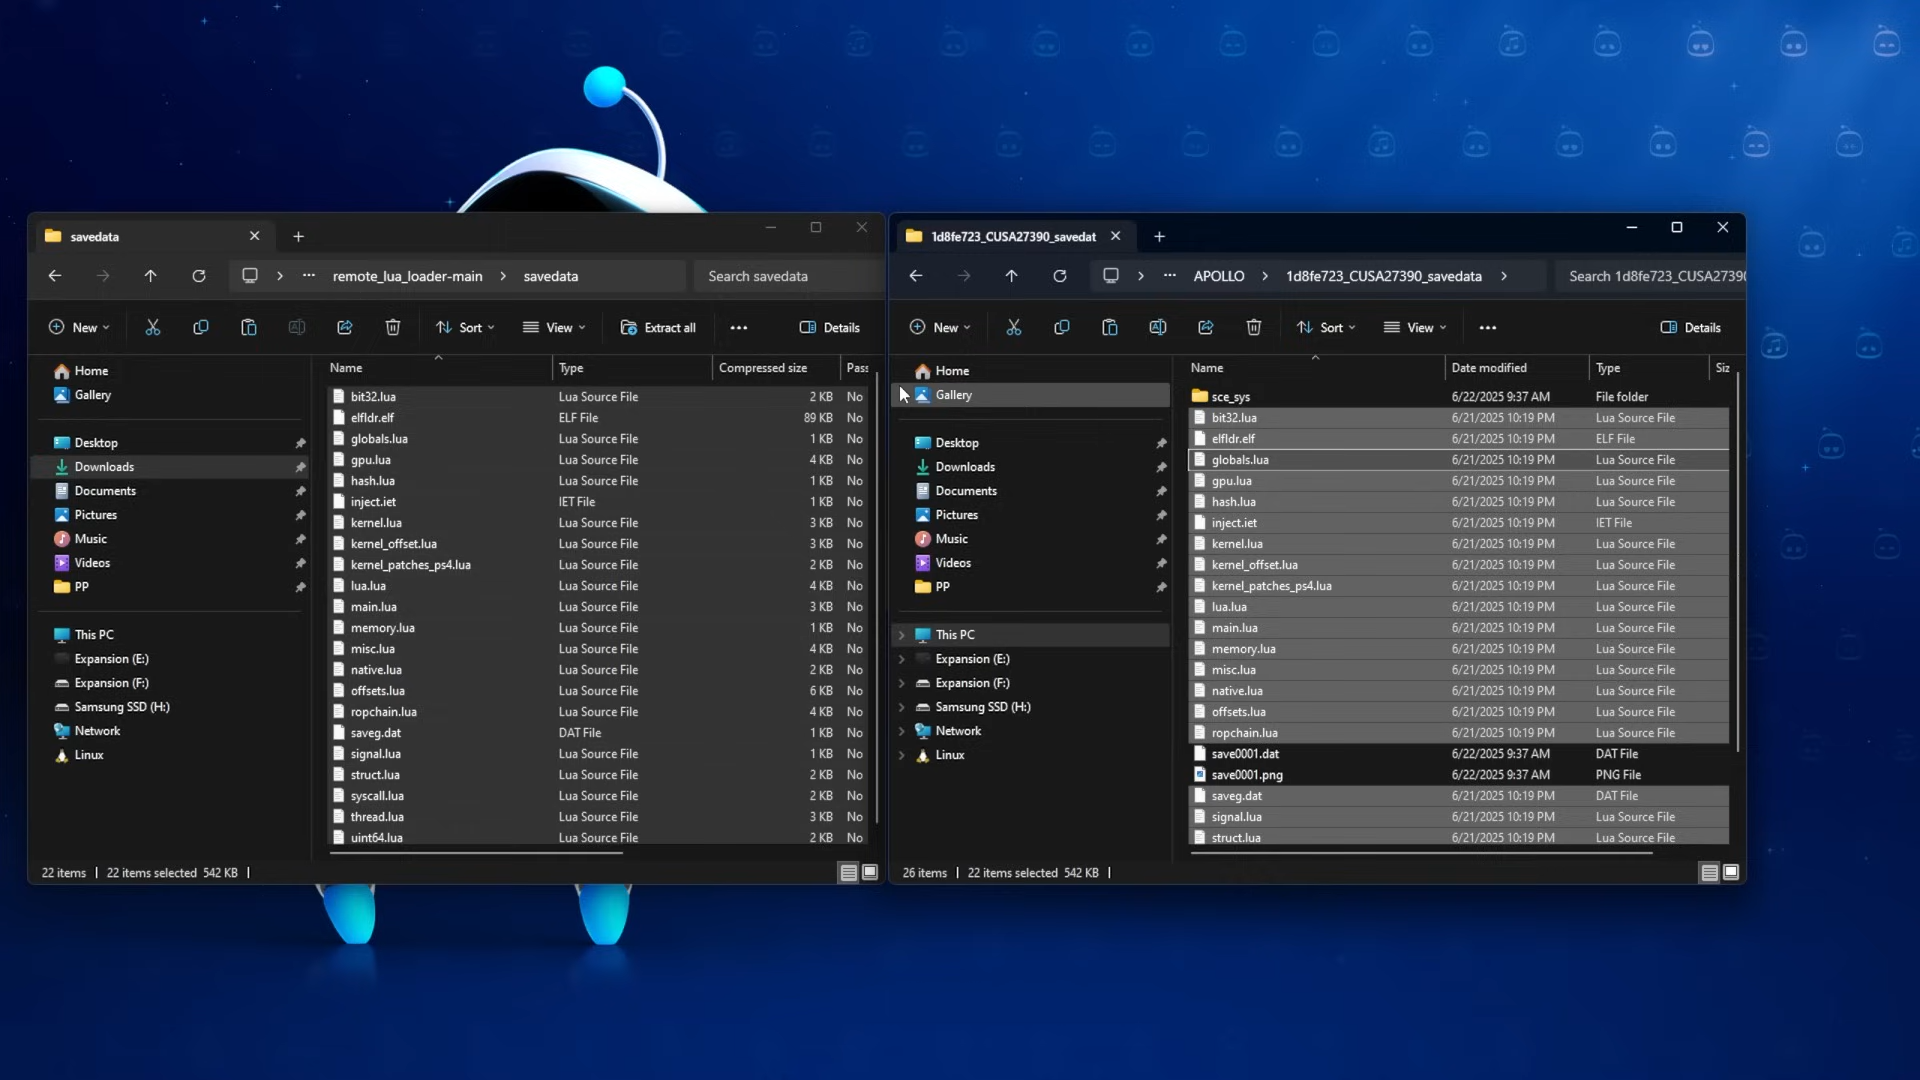 savedata
remote_lua_loader-main savedata Search savedata
New Sort View Extract all Details
Home
Gallery
Desktop
Downloads
Documents
Pictures
Music
Videos
PP
This PC
Expansion (E:)
Expansion (F:)
Samsung SSD (H:)
Network
Linux
Name Type Compressed size Pass
bit32.lua Lua Source File 2 KB No
elfldr.elf ELF File 89 KB No
globals.lua Lua Source File 1 KB No
gpu.lua Lua Source File 4 KB No
hash.lua Lua Source File 1 KB No
inject.iet IET File 1 KB No
kernel.lua Lua Source File 3 KB No
kernel_offset.lua Lua Source File 3 KB No
kernel_patches_ps4.lua Lua Source File 2 KB No
lua.lua Lua Source File 4 KB No
main.lua Lua Source File 3 KB No
memory.lua Lua Source File 1 KB No
misc.lua Lua Source File 4 KB No
native.lua Lua Source File 2 KB No
offsets.lua Lua Source File 6 KB No
ropchain.lua Lua Source File 4 KB No
saveg.dat DAT File 1 KB No
signal.lua Lua Source File 1 KB No
struct.lua Lua Source File 2 KB No
syscall.lua Lua Source File 2 KB No
thread.lua Lua Source File 3 KB No
uint64.lua Lua Source File 2 KB No
22 items 22 items selected 542 KB
1d8fe723_CUSA27390_savedat
APOLLO 1d8fe723_CUSA27390_savedata Search 1d8fe723_CUSA27390
New Sort View Details
Home
Gallery
Desktop
Downloads
Documents
Pictures
Music
Videos
PP
This PC
Expansion (E:)
Expansion (F:)
Samsung SSD (H:)
Network
Linux
Name Date modified Type Siz
sce_sys 6/22/2025 9:37 AM File folder
bit32.lua 6/21/2025 10:19 PM Lua Source File
elfldr.elf 6/21/2025 10:19 PM ELF File
globals.lua 6/21/2025 10:19 PM Lua Source File
gpu.lua 6/21/2025 10:19 PM Lua Source File
hash.lua 6/21/2025 10:19 PM Lua Source File
inject.iet 6/21/2025 10:19 PM IET File
kernel.lua 6/21/2025 10:19 PM Lua Source File
kernel_offset.lua 6/21/2025 10:19 PM Lua Source File
kernel_patches_ps4.lua 6/21/2025 10:19 PM Lua Source File
lua.lua 6/21/2025 10:19 PM Lua Source File
main.lua 6/21/2025 10:19 PM Lua Source File
memory.lua 6/21/2025 10:19 PM Lua Source File
misc.lua 6/21/2025 10:19 PM Lua Source File
native.lua 6/21/2025 10:19 PM Lua Source File
offsets.lua 6/21/2025 10:19 PM Lua Source File
ropchain.lua 6/21/2025 10:19 PM Lua Source File
save0001.dat 6/22/2025 9:37 AM DAT File
save0001.png 6/22/2025 9:37 AM PNG File
saveg.dat 6/21/2025 10:19 PM DAT File
signal.lua 6/21/2025 10:19 PM Lua Source File
struct.lua 6/21/2025 10:19 PM Lua Source File
26 items 22 items selected 542 KB